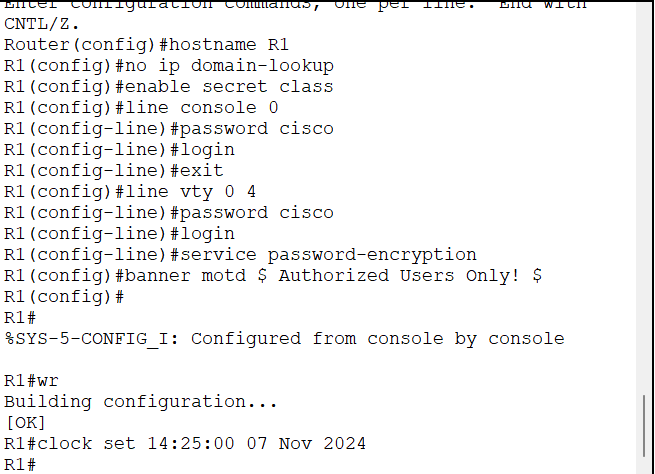 Enter configuration commands, one per line.  End with
CNTL/Z.
Router(config)#hostname R1
R1(config)#no ip domain-lookup
R1(config)#enable secret class
R1(config)#line console 0
R1(config-line)#password cisco
R1(config-line)#login
R1(config-line)#exit
R1(config)#line vty 0 4
R1(config-line)#password cisco
R1(config-line)#login
R1(config-line)#service password-encryption
R1(config)#banner motd $ Authorized Users Only! $
R1(config)#
R1#
%SYS-5-CONFIG_I: Configured from console by console
R1#wr
Building configuration...
[OK]
R1#clock set 14:25:00 07 Nov 2024
R1#